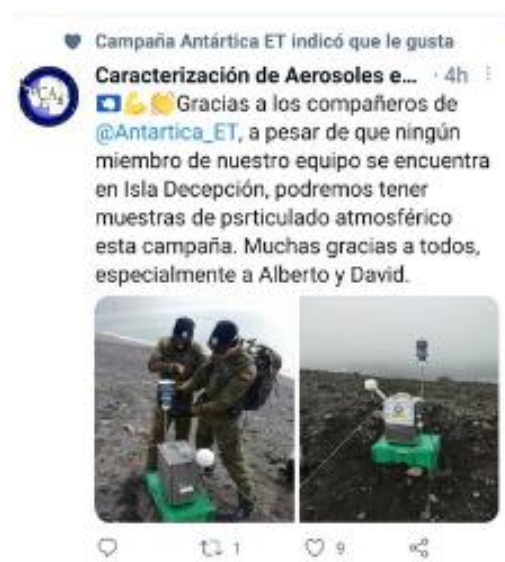 Campaña Antártica ET indicó que le gusta
Caracterización de Aerosoles e... · 4h
🇦🇶💪👏Gracias a los compañeros de
@Antartica_ET, a pesar de que ningún
miembro de nuestro equipo se encuentra
en Isla Decepción, podremos tener
muestras de psrticulado atmosférico
esta campaña. Muchas gracias a todos,
especialmente a Alberto y David.
1 9